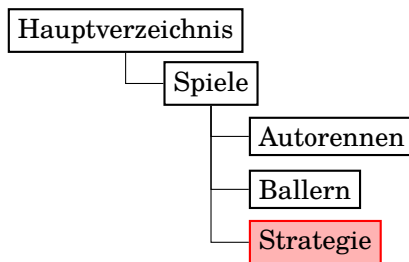 Hauptverzeichnis
Spiele
Autorennen
Ballern
Strategie